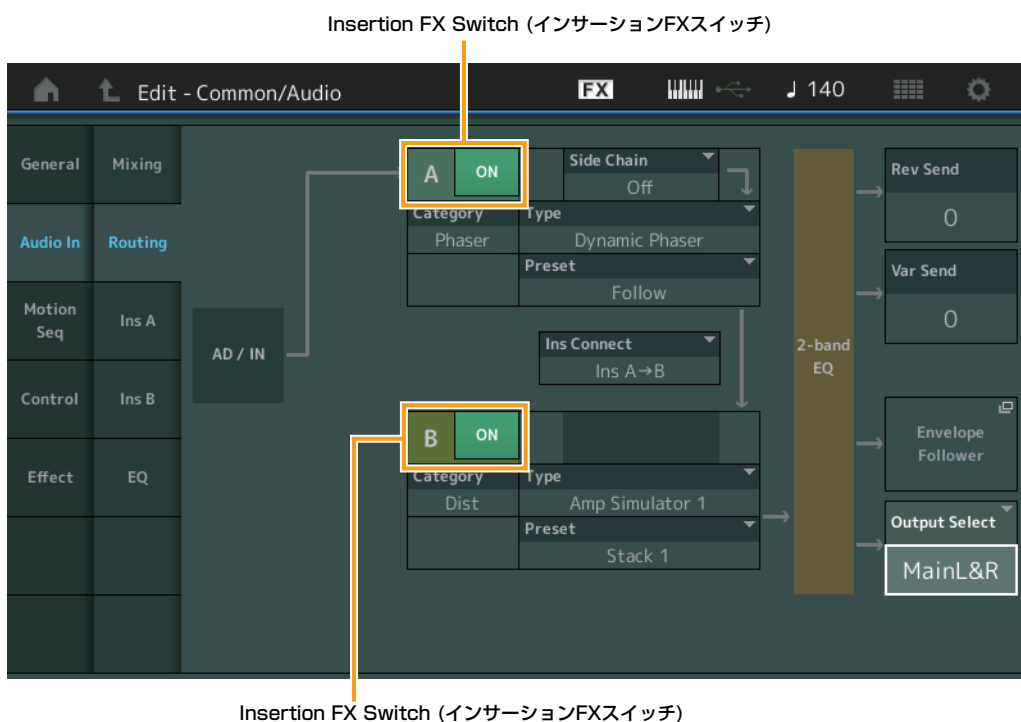 Insertion FX Switch (インサーションFXスイッチ)
Edit - Common/Audio
FX
♩ 140
General
Mixing
Audio In
Routing
Motion Seq
Ins A
Control
Ins B
Effect
EQ
AD / IN
A
ON
Side Chain
Off
Category
Phaser
Type
Dynamic Phaser
Preset
Follow
Ins Connect
Ins A→B
B
ON
Category
Dist
Type
Amp Simulator 1
Preset
Stack 1
2-band
EQ
Rev Send
0
Var Send
0
Envelope
Follower
Output Select
MainL&R
Insertion FX Switch (インサーションFXスイッチ)